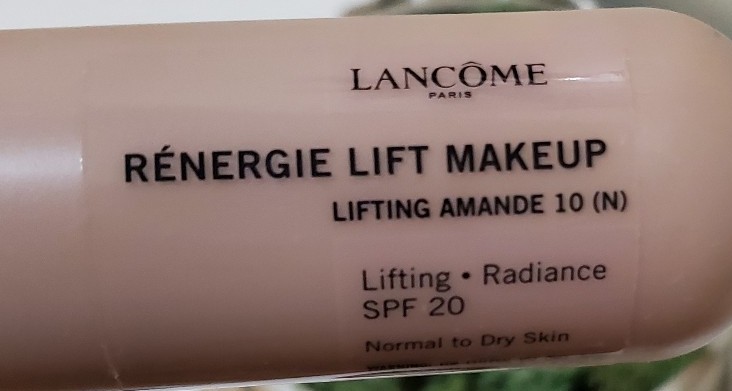 LANCÔME
PARIS
RÉNERGIE LIFT MAKEUP
LIFTING AMANDE 10 (N)
Lifting • Radiance
SPF 20
Normal to Dry Skin